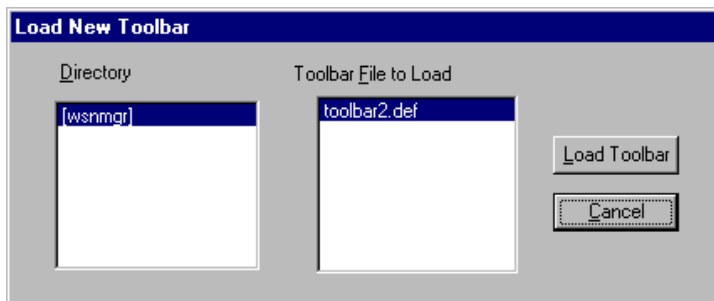 Load New Toolbar
Directory
Toolbar File to Load
[wsnmgr]
toolbar2.def
Load Toolbar
Cancel